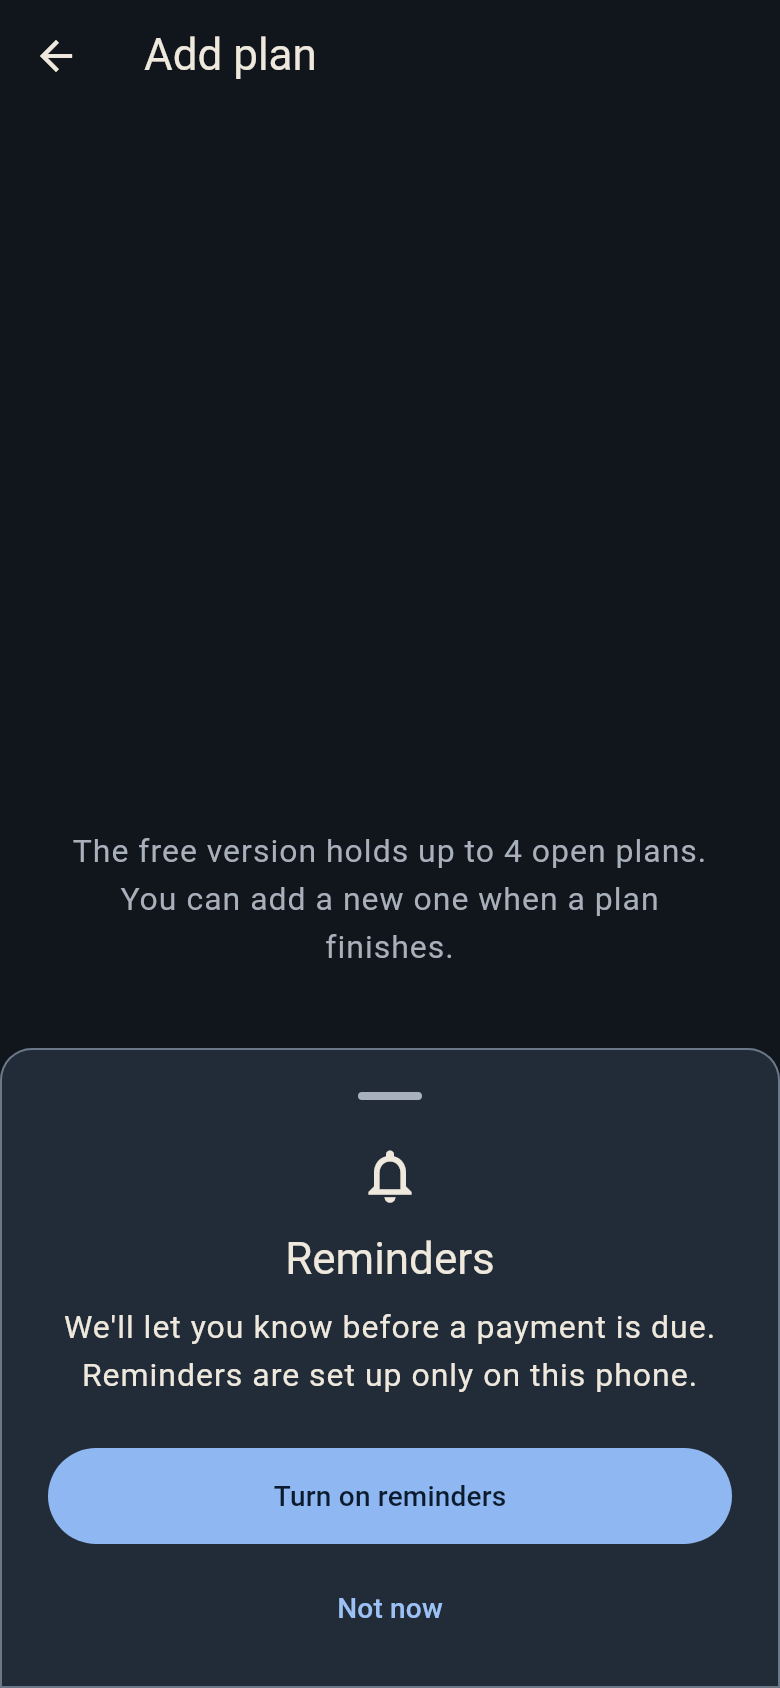 Add plan
The free version holds up to 4 open plans.
You can add a new one when a plan
finishes.
Reminders
We'll let you know before a payment is due.
Reminders are set up only on this phone.
Turn on reminders
Not now